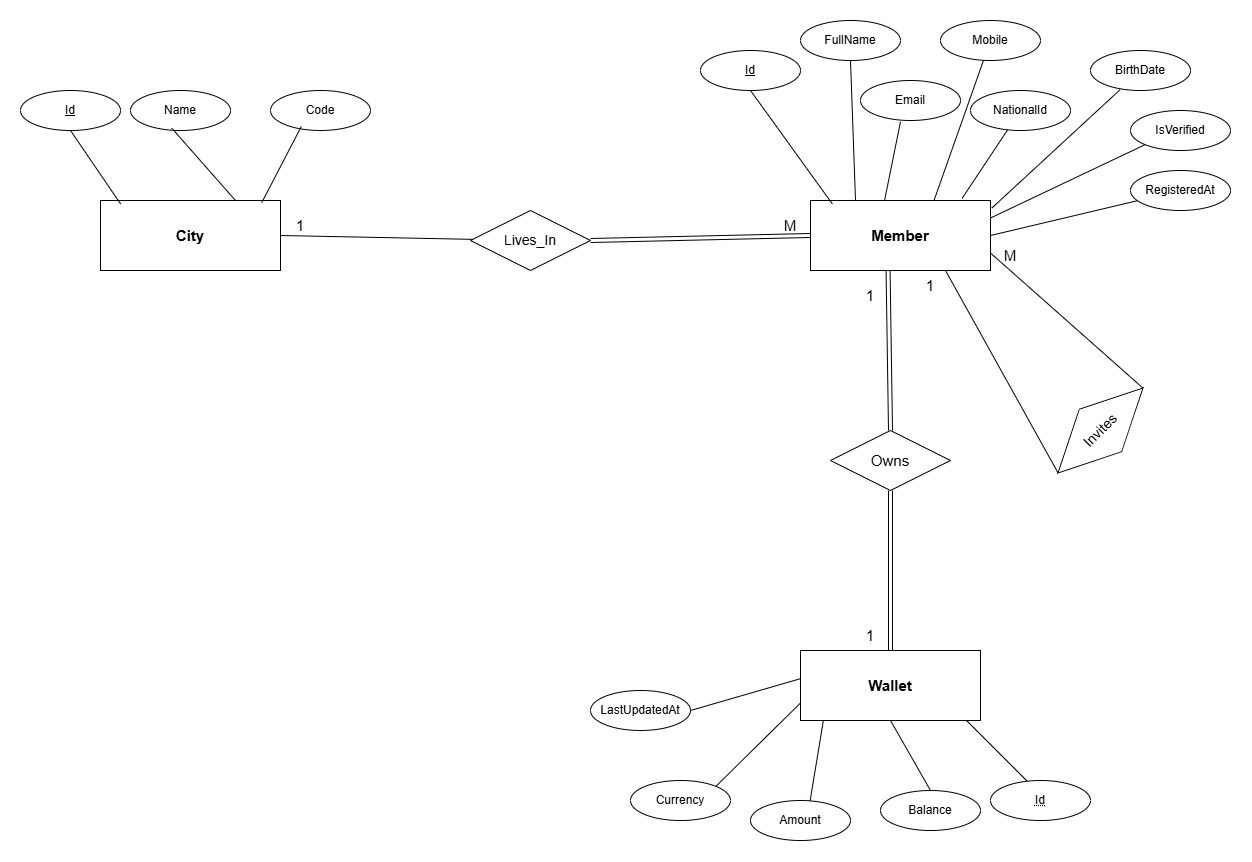 FullName
Mobile
Id
BirthDate
Email
Id
Name
Code
NationalId
IsVerified
RegisteredAt
City
1
Lives_In
M
Member
M
1
1
Invites
Owns
1
Wallet
LastUpdatedAt
Currency
Amount
Balance
Id